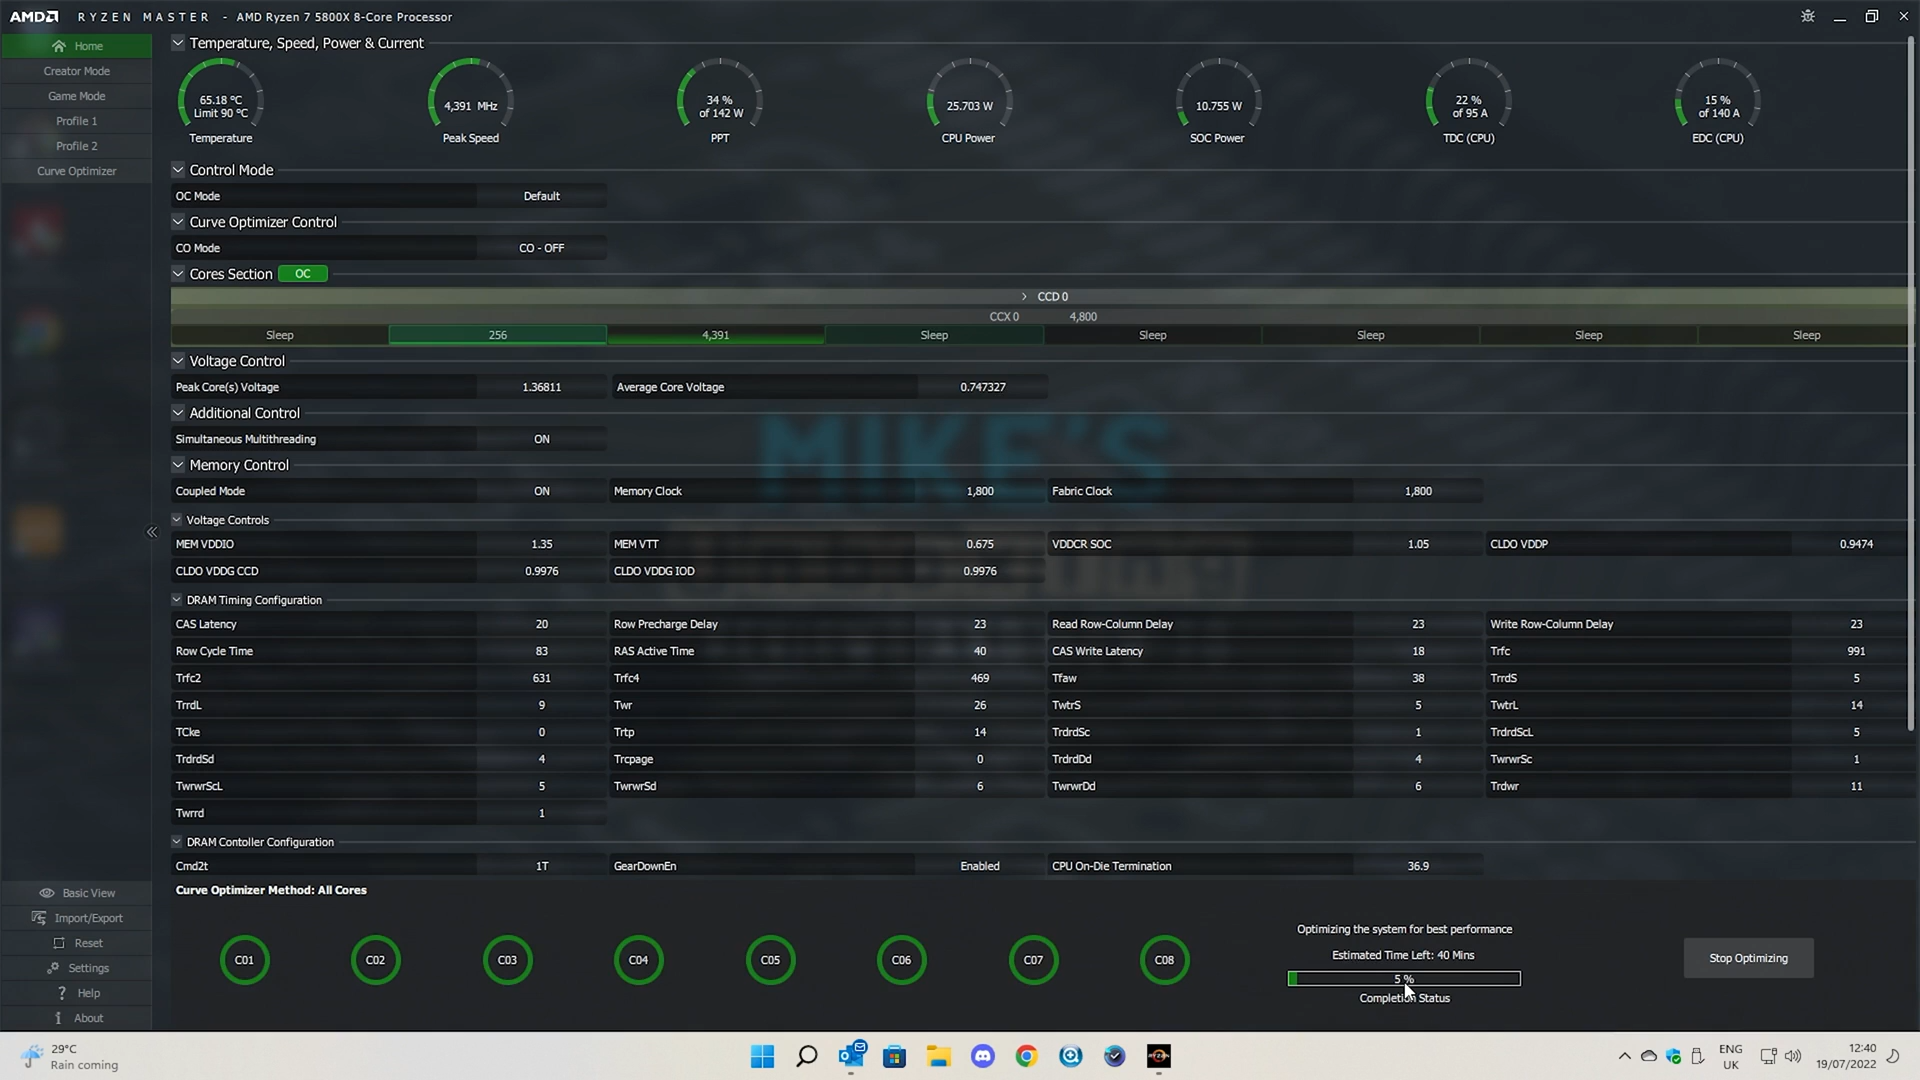 AMD RYZEN MASTER - AMD Ryzen 7 5800X 8-Core Processor
Home
Creator Mode
Game Mode
Profile 1
Profile 2
Curve Optimizer
Temperature, Speed, Power & Current
65.18 °C
Limit 90 °C
Temperature
4,391 MHz
Peak Speed
34 %
of 142 W
PPT
25.703 W
CPU Power
10.755 W
SOC Power
22 %
of 95 A
TDC (CPU)
15 %
of 140 A
EDC (CPU)
Control Mode
OC Mode Default
Curve Optimizer Control
CO Mode CO - OFF
Cores Section OC
CCD 0
CCX 0 4,800
Sleep 256 4,391 Sleep Sleep Sleep Sleep Sleep
Voltage Control
Peak Core(s) Voltage 1.36811 Average Core Voltage 0.747327
Additional Control
Simultaneous Multithreading ON
MIKE'S
Memory Control
Coupled Mode ON Memory Clock 1,800 Fabric Clock 1,800
Voltage Controls
MEM VDDIO 1.35 MEM VTT 0.675 VDDCR SOC 1.05 CLDO VDDP 0.9474
CLDO VDDG CCD 0.9976 CLDO VDDG IOD 0.9976
DRAM Timing Configuration
CAS Latency 20 Row Precharge Delay 23 Read Row-Column Delay 23 Write Row-Column Delay 23
Row Cycle Time 83 RAS Active Time 40 CAS Write Latency 18 Trfc 991
Trfc2 631 Trfc4 469 Tfaw 38 TrrdS 5
TrrdL 9 Twr 26 TwtrS 5 TwtrL 14
TCke 0 Trtp 14 TrdrdSc 1 TrdrdScL 5
TrdrdSd 4 Trcpage 0 TrdrdDd 4 TwrwrSc 1
TwrwrScL 5 TwrwrSd 6 TwrwrDd 6 Trdwr 11
Twrrd 1
DRAM Contoller Configuration
Cmd2t 1T GearDownEn Enabled CPU On-Die Termination 36.9
Basic View
Import/Export
Reset
Settings
Help
About
Curve Optimizer Method: All Cores
C01 C02 C03 C04 C05 C06 C07 C08
Optimizing the system for best performance
Estimated Time Left: 40 Mins
5 %
Completion Status
Stop Optimizing
29°C
Rain coming
RYZEN
ENG
UK
12:40
19/07/2022